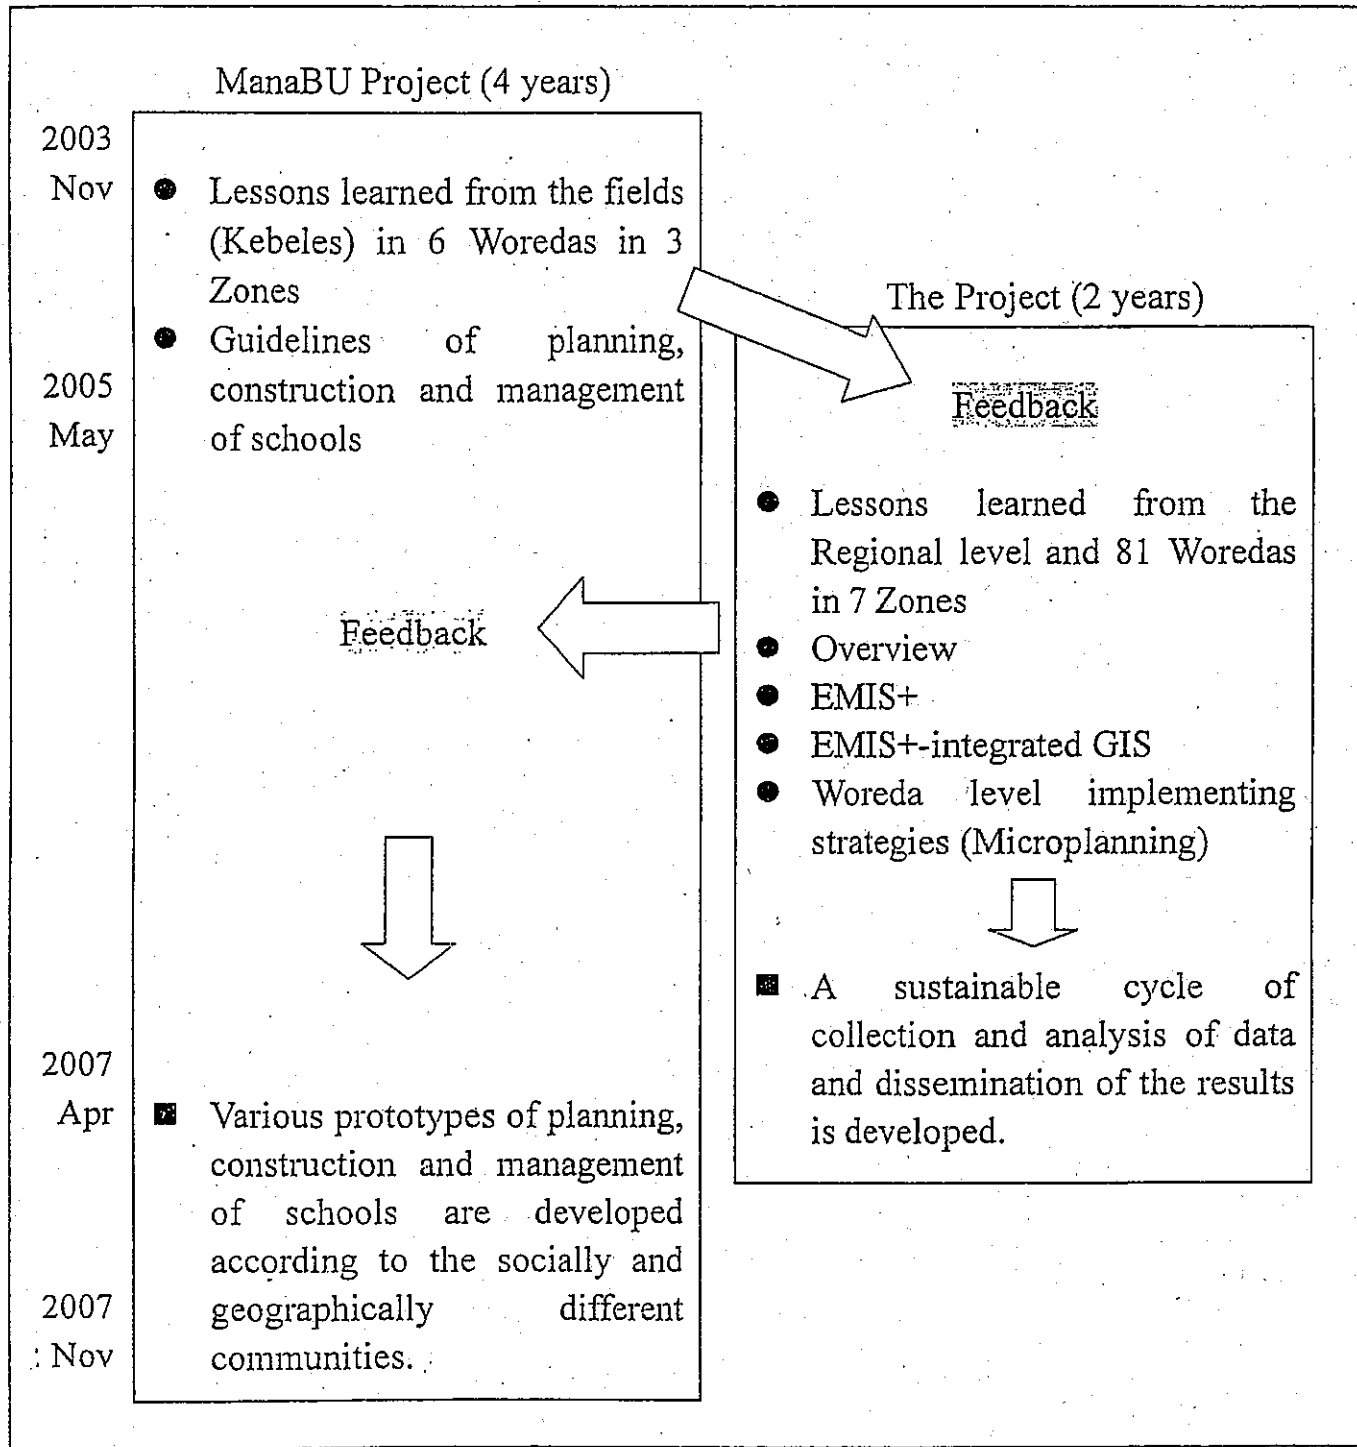 ManaBU Project (4 years)
2003
Nov
● Lessons learned from the fields
(Kebeles) in 6 Woredas in 3
Zones
● Guidelines of planning,
construction and management
of schools
2005
May
Feedback
2007
Apr
■ Various prototypes of planning,
construction and management
of schools are developed
according to the socially and
geographically different
communities.
2007
Nov
The Project (2 years)
Feedback
● Lessons learned from the
Regional level and 81 Woredas
in 7 Zones
● Overview
● EMIS+
● EMIS+-integrated GIS
● Woreda level implementing
strategies (Microplanning)
■ A sustainable cycle of
collection and analysis of data
and dissemination of the results
is developed.